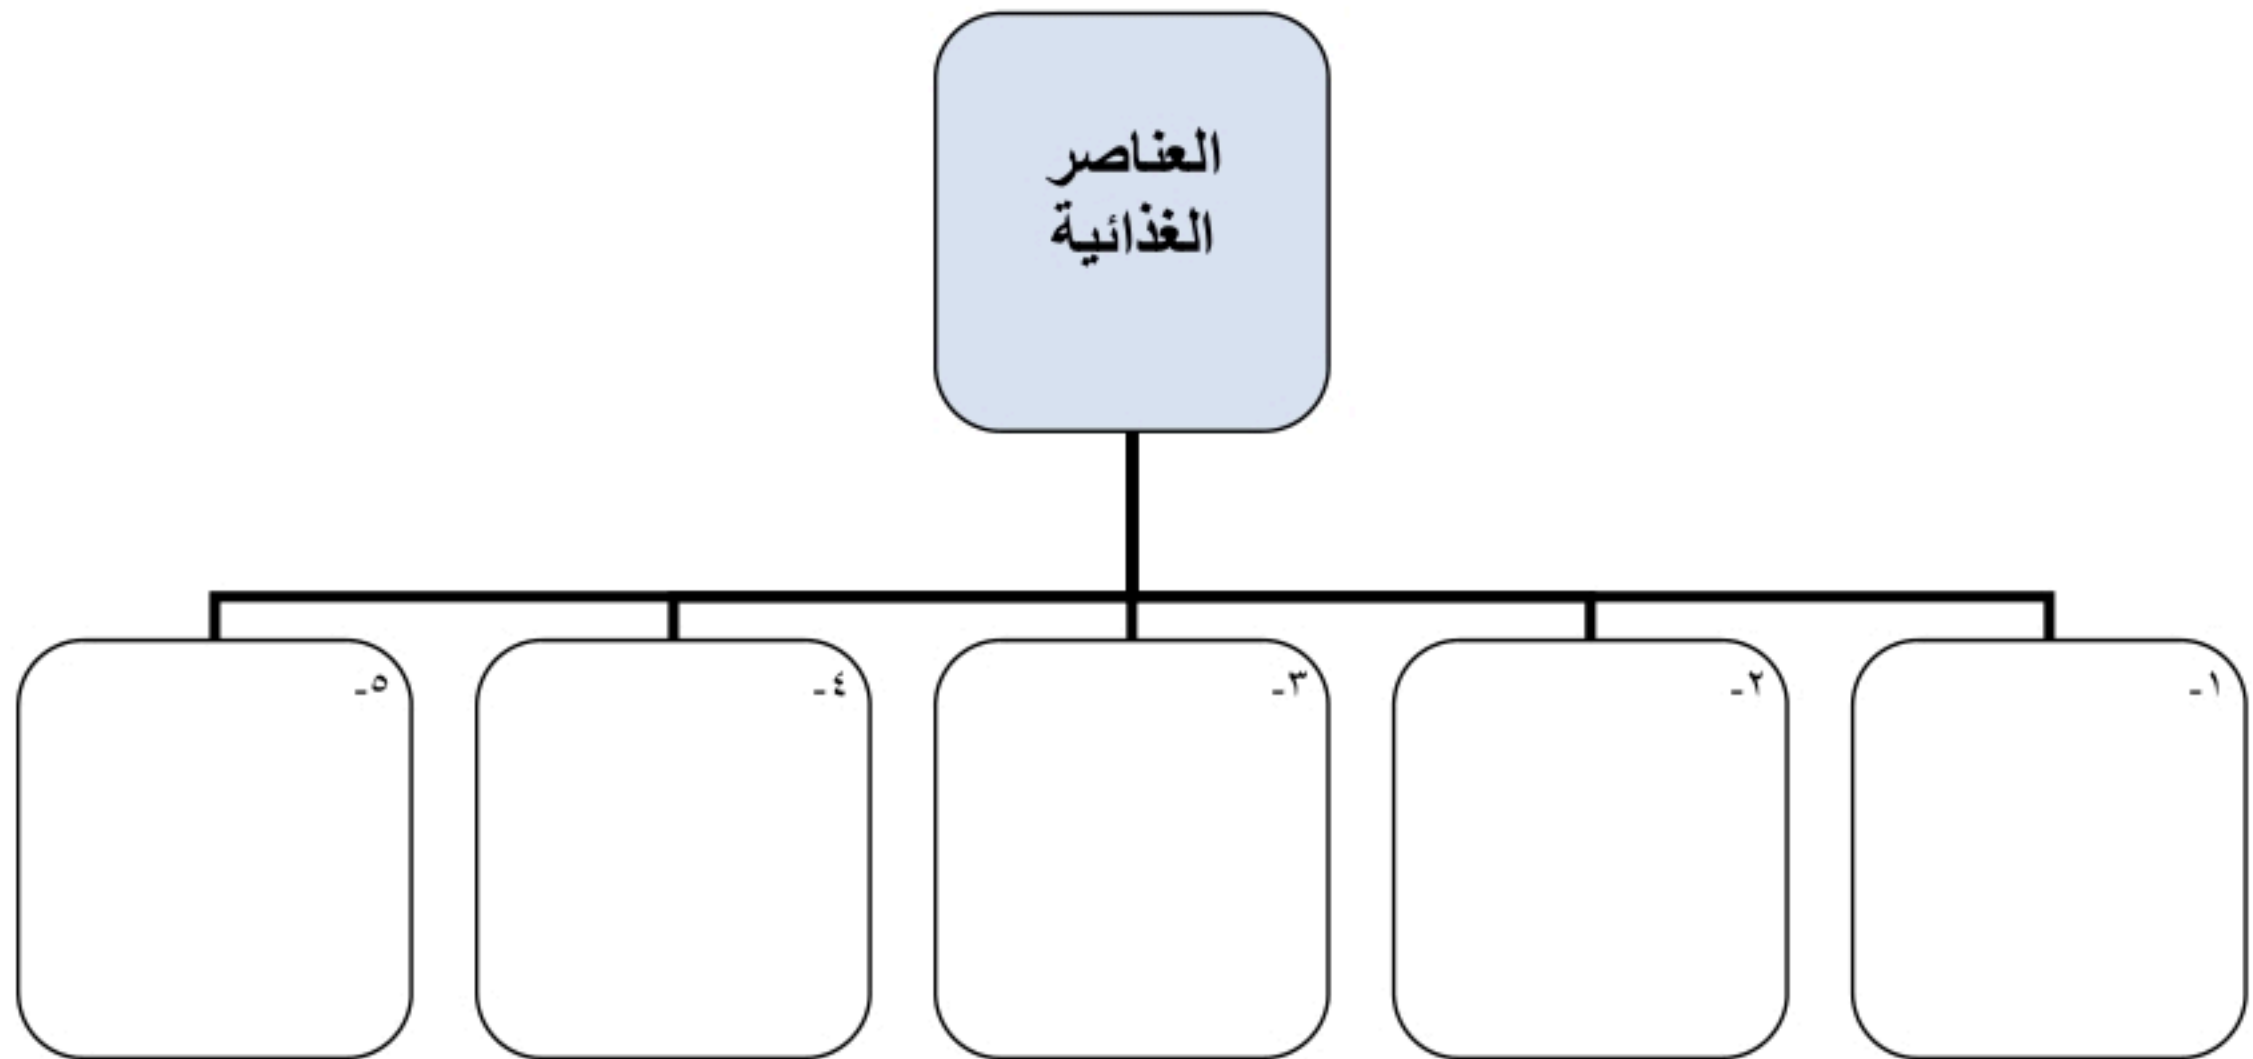 العناصر
الغذائية
١-
٢-
٣-
٤-
٥-